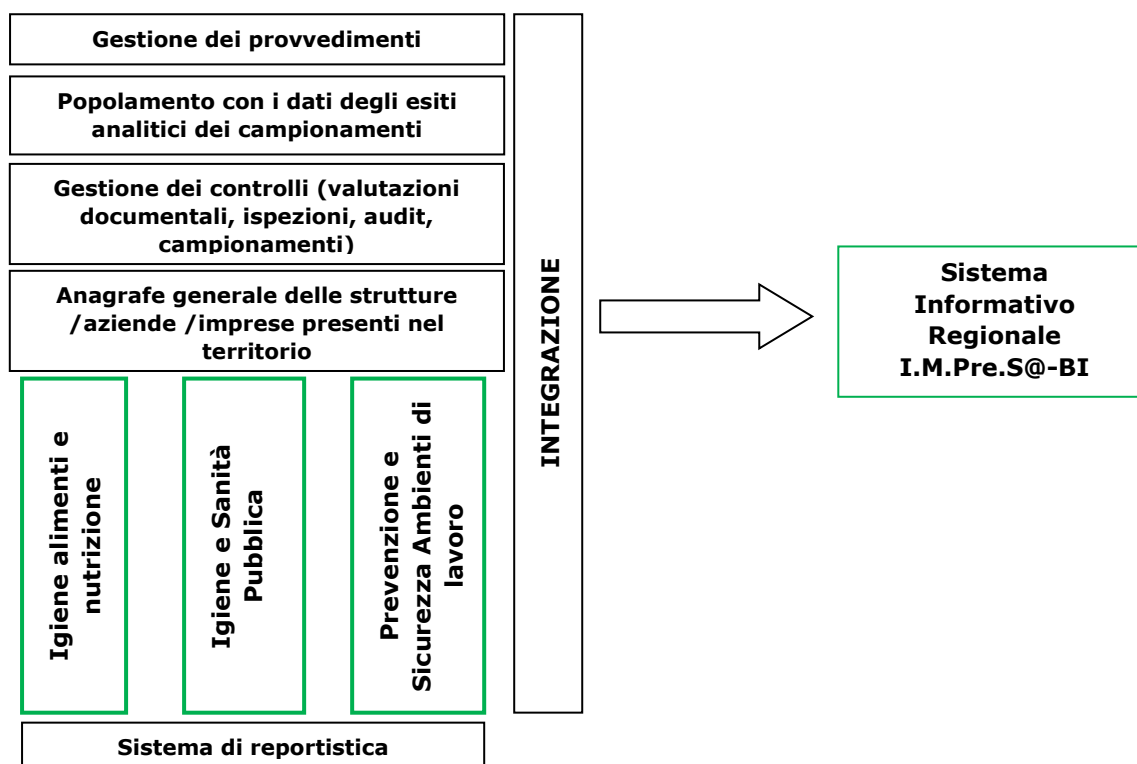 Gestione dei provvedimenti
Popolamento con i dati degli esiti
analitici dei campionamenti
Gestione dei controlli (valutazioni
documentali, ispezioni, audit,
campionamenti)
Anagrafe generale delle strutture
/aziende /imprese presenti nel
territorio
Igiene alimenti e
nutrizione
Igiene e Sanità
Pubblica
Prevenzione e
Sicurezza Ambienti di
lavoro
Sistema di reportistica
INTEGRAZIONE
Sistema
Informativo
Regionale
I.M.Pre.S@-BI